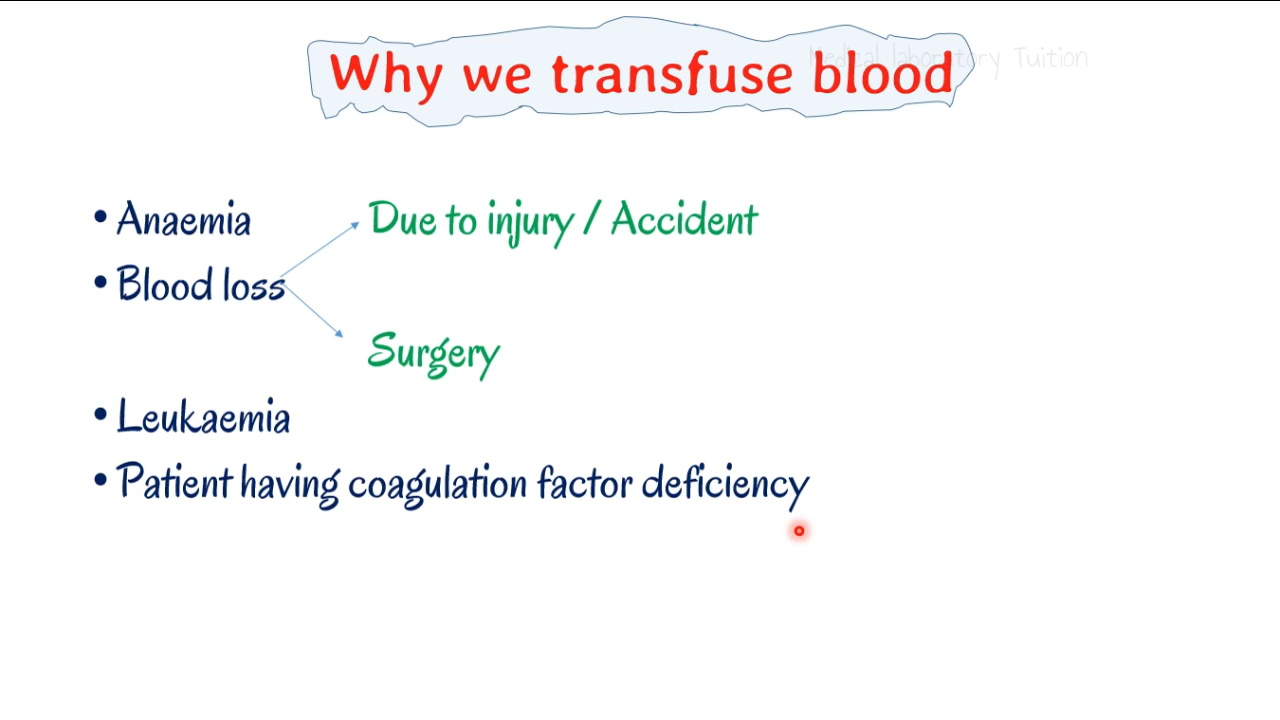 Why we transfuse blood
Medical laboratory Tuition
• Anaemia
Due to injury / Accident
• Blood loss
Surgery
• Leukaemia
• Patient having coagulation factor deficiency